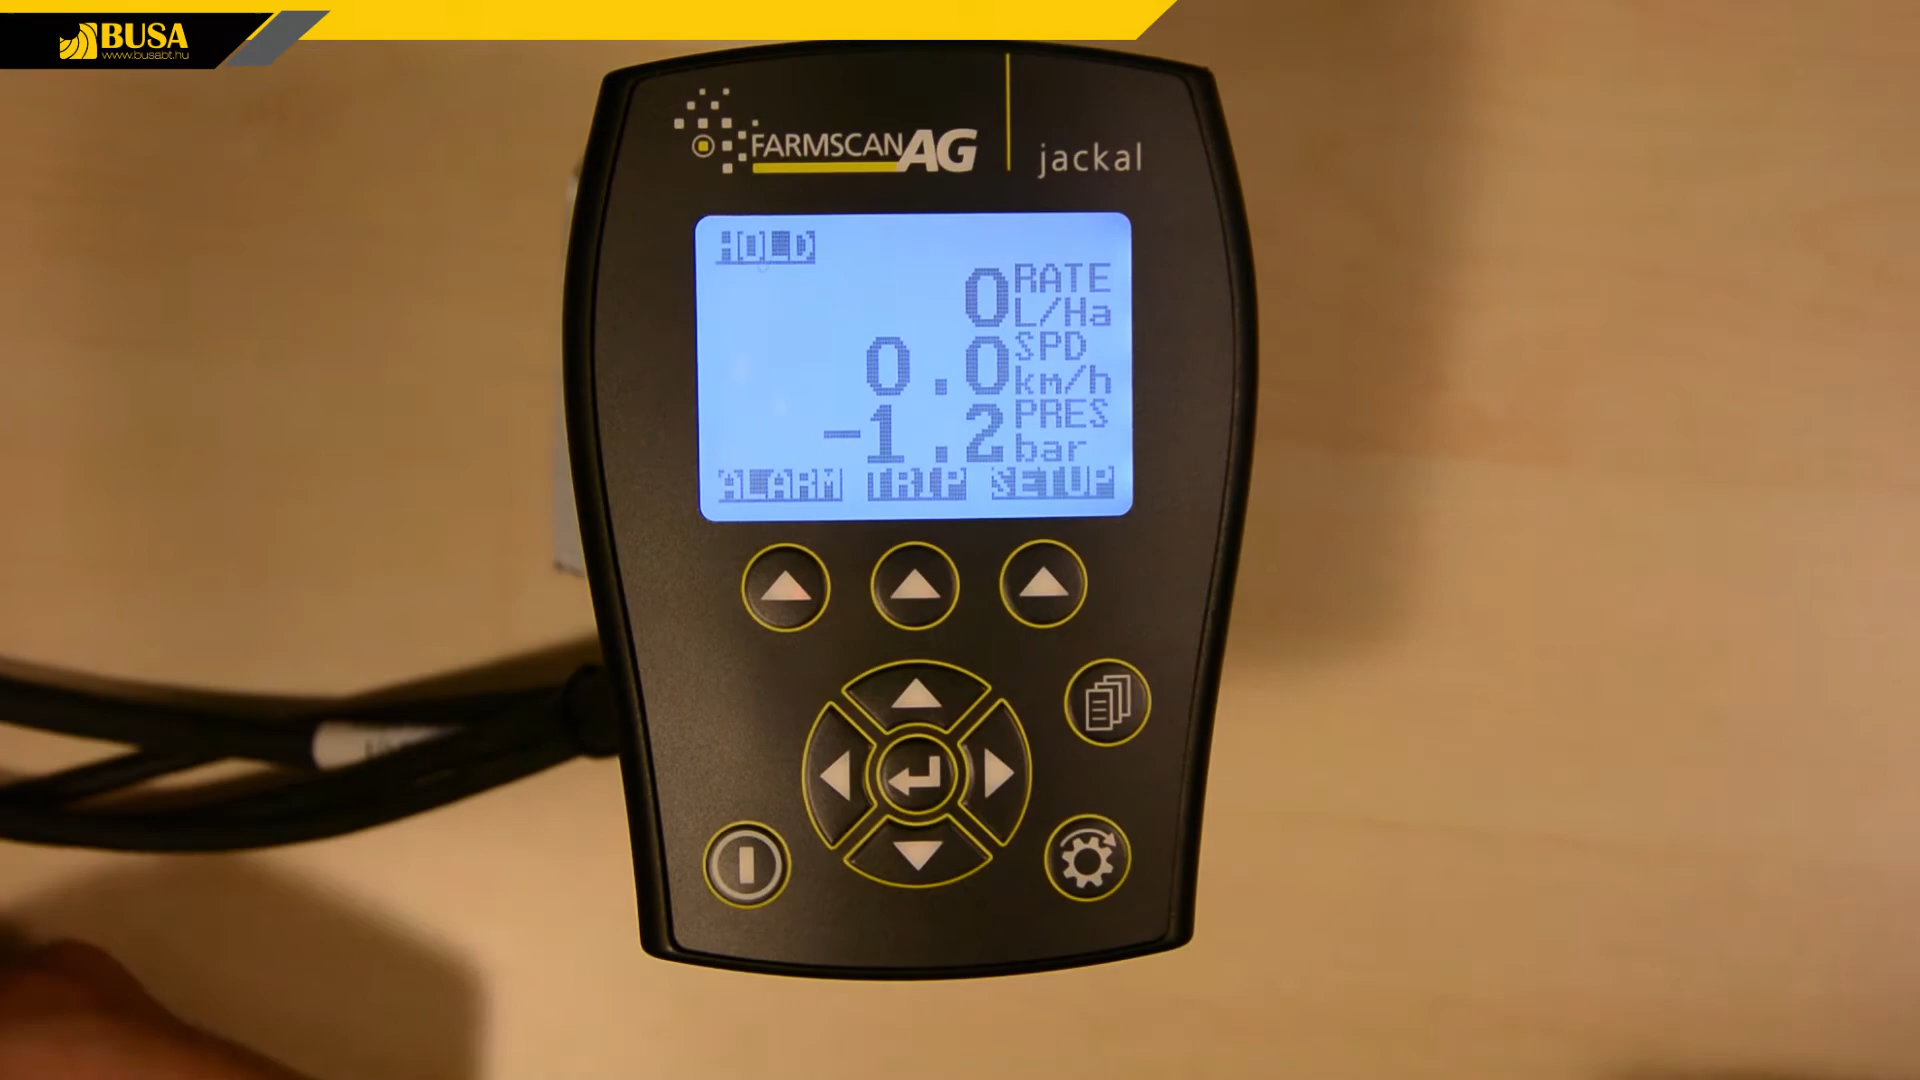 BUSA
www.busabt.hu
FARMSCAN AG
jackal
HOLD
0 RATE
L/Ha
0.0 SPD
km/h
-1.2 PRES
bar
ALARM TRIP SETUP